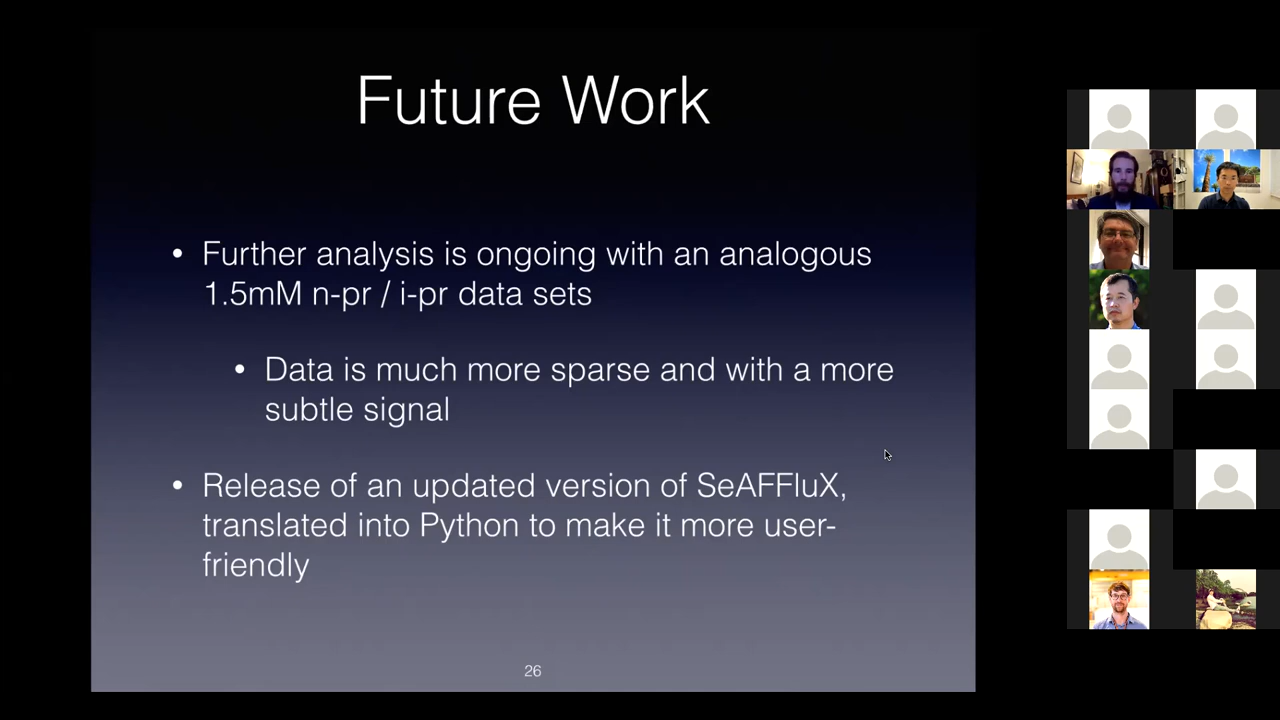 Future Work
• Further analysis is ongoing with an analogous
1.5mM n-pr / i-pr data sets
• Data is much more sparse and with a more
subtle signal
• Release of an updated version of SeAFFluX,
translated into Python to make it more user-
friendly
26